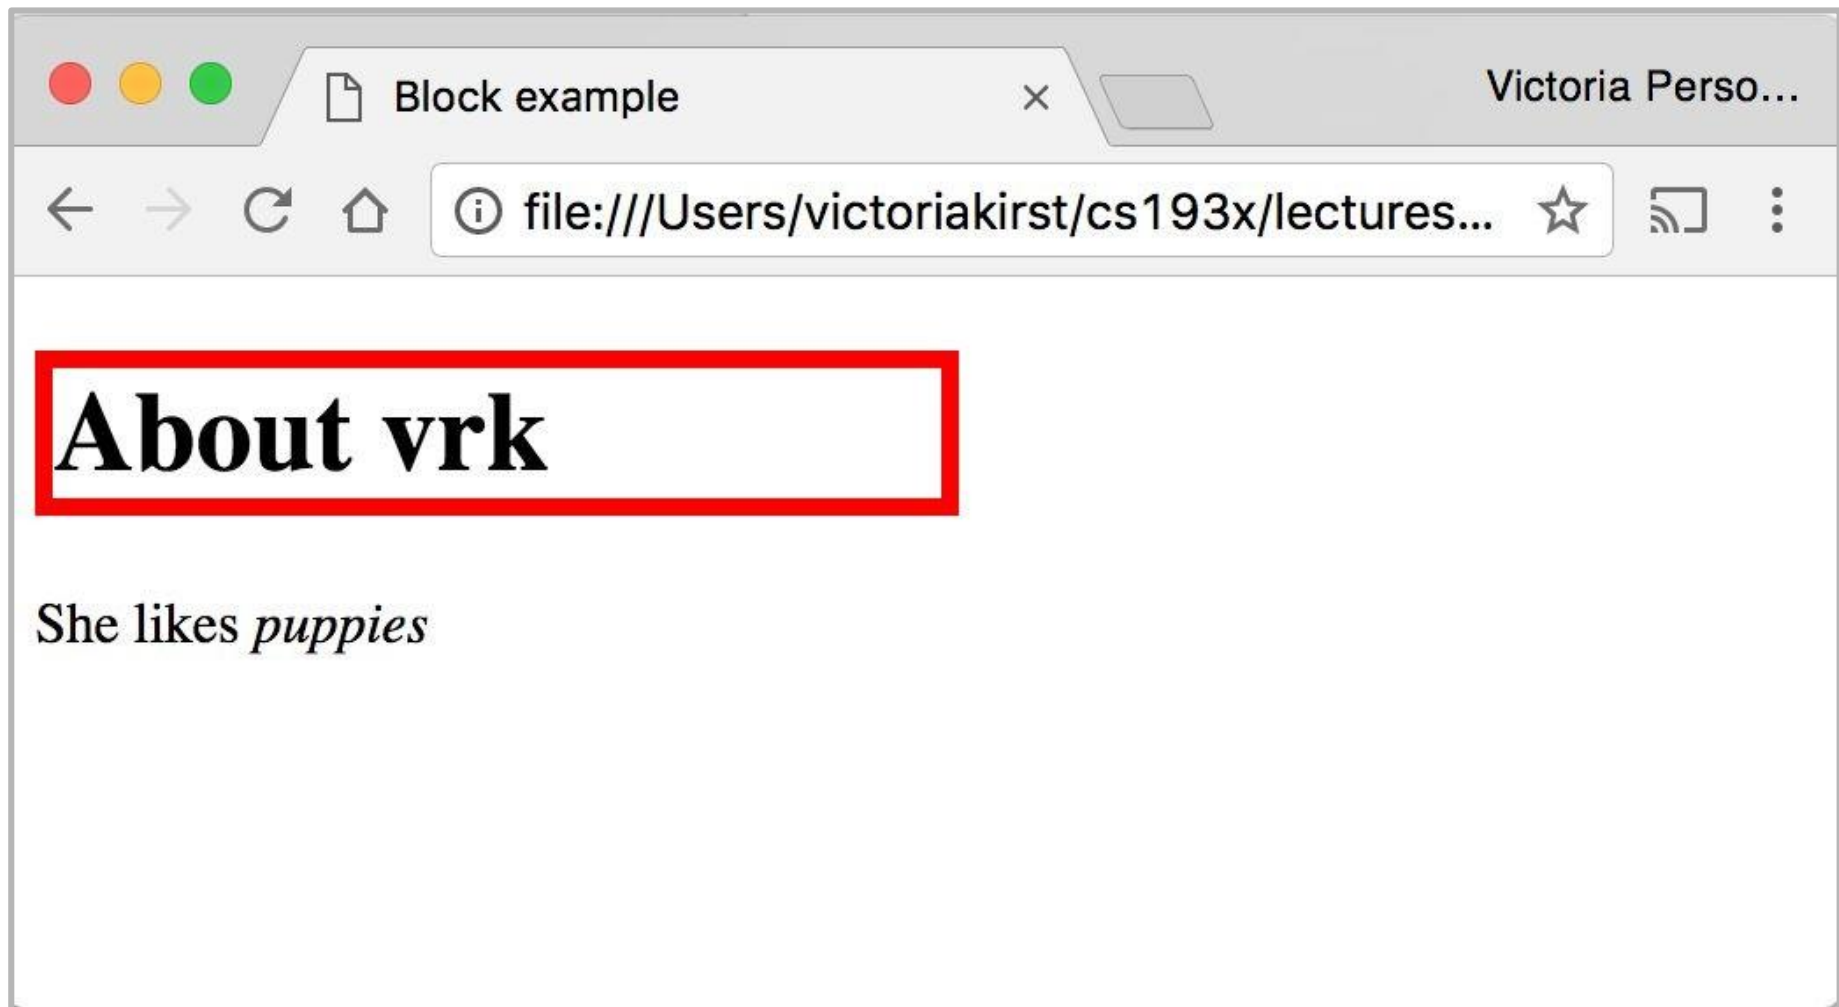 Block example
Victoria Perso...
file:///Users/victoriakirst/cs193x/lectures...
About vrk
She likes puppies